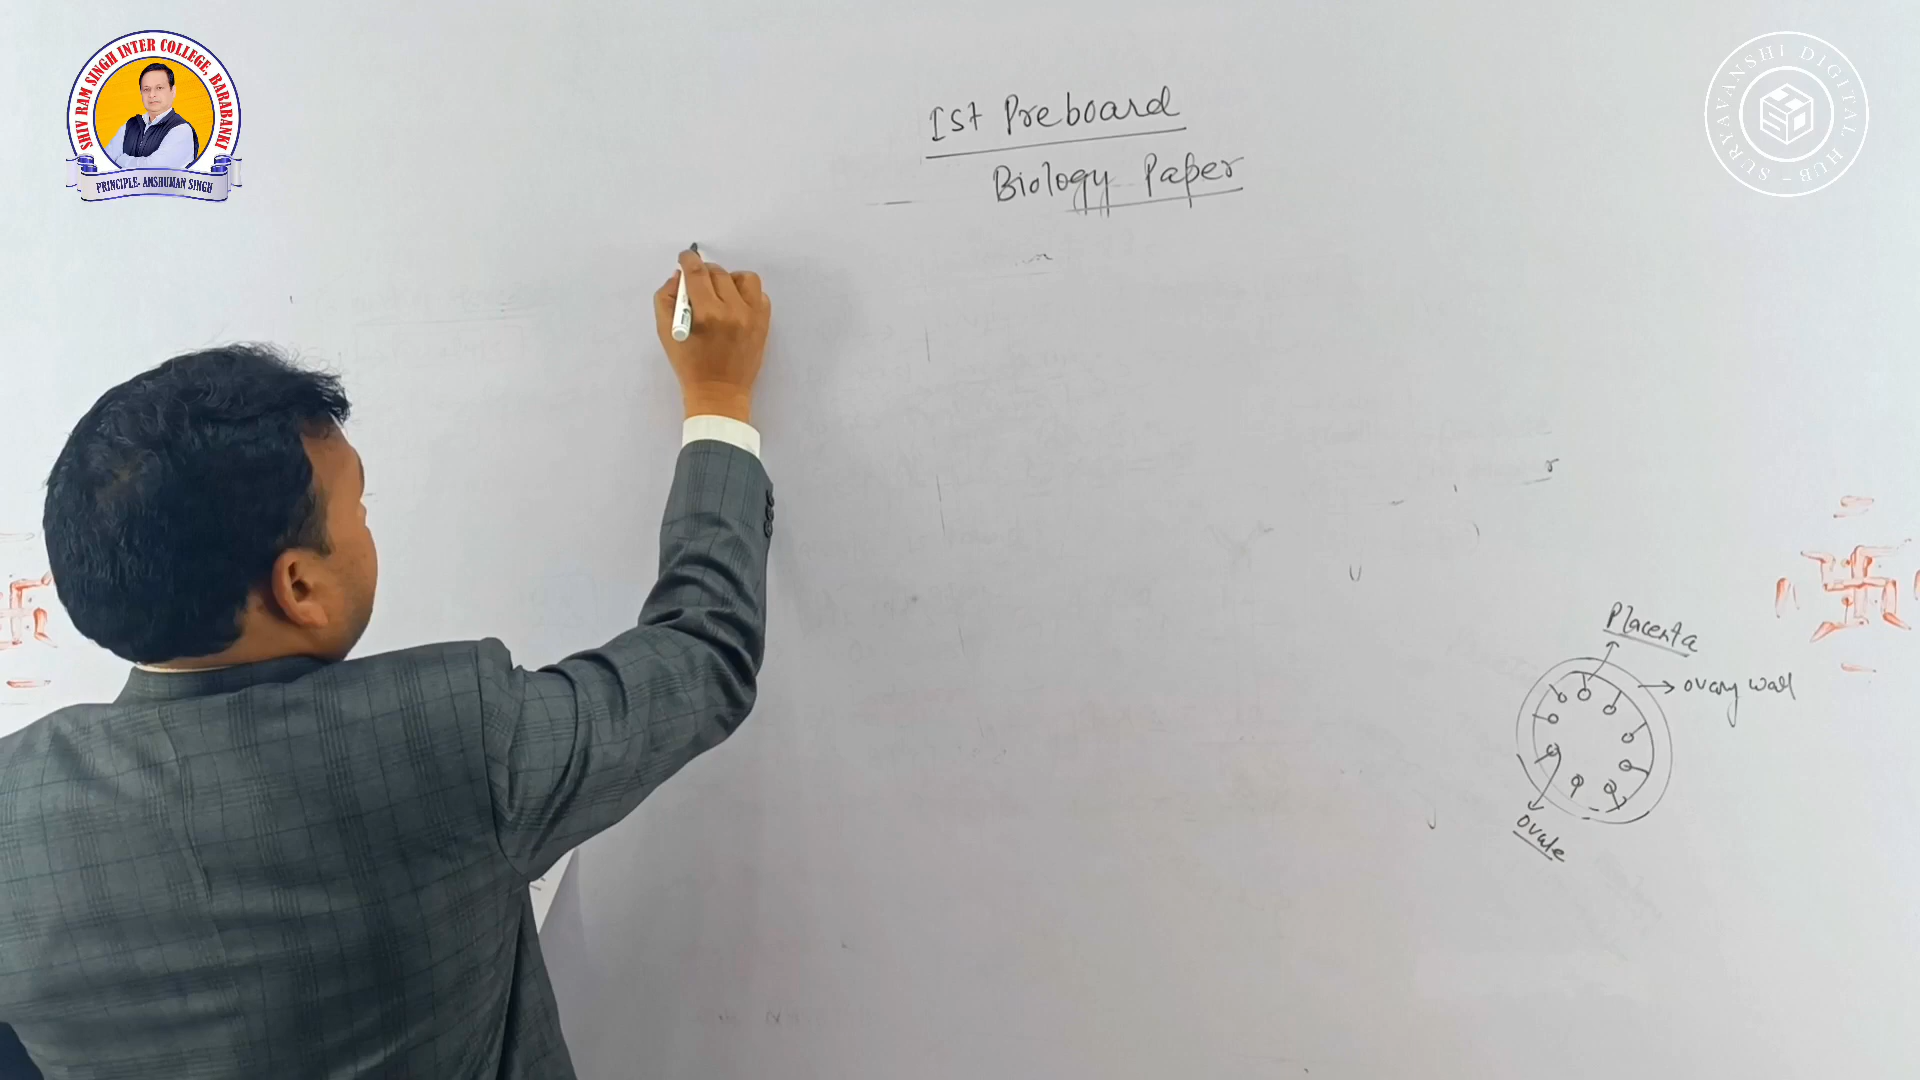 SHIV RAM SINGH INTER COLLEGE, BARABANKI
PRINCIPLE- ANSHUMAN SINGH
SURYAVANSHI DIGITAL HUB -
Ist Preboard
Biology Paper
Placenta
ovary wall
ovule